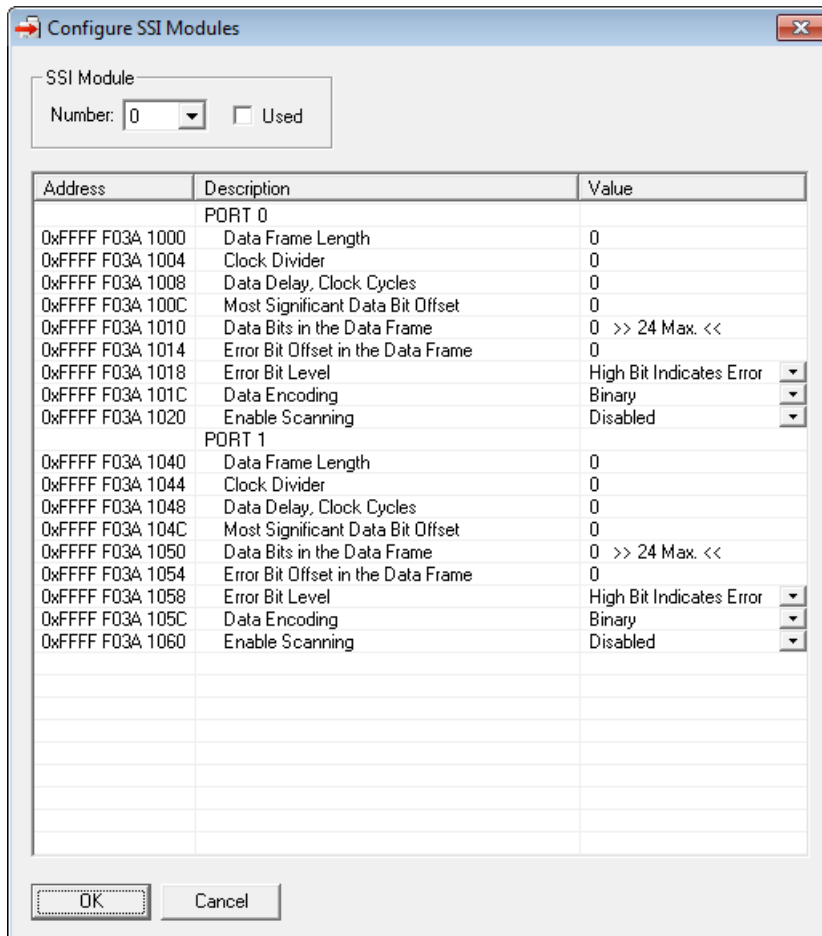 Configure SSI Modules
SSI Module
Number: 0 Used
Address Description Value
PORT 0
0xFFFF F03A 1000 Data Frame Length 0
0xFFFF F03A 1004 Clock Divider 0
0xFFFF F03A 1008 Data Delay, Clock Cycles 0
0xFFFF F03A 100C Most Significant Data Bit Offset 0
0xFFFF F03A 1010 Data Bits in the Data Frame 0 >> 24 Max. <<
0xFFFF F03A 1014 Error Bit Offset in the Data Frame 0
0xFFFF F03A 1018 Error Bit Level High Bit Indicates Error
0xFFFF F03A 101C Data Encoding Binary
0xFFFF F03A 1020 Enable Scanning Disabled
PORT 1
0xFFFF F03A 1040 Data Frame Length 0
0xFFFF F03A 1044 Clock Divider 0
0xFFFF F03A 1048 Data Delay, Clock Cycles 0
0xFFFF F03A 104C Most Significant Data Bit Offset 0
0xFFFF F03A 1050 Data Bits in the Data Frame 0 >> 24 Max. <<
0xFFFF F03A 1054 Error Bit Offset in the Data Frame 0
0xFFFF F03A 1058 Error Bit Level High Bit Indicates Error
0xFFFF F03A 105C Data Encoding Binary
0xFFFF F03A 1060 Enable Scanning Disabled
OK Cancel